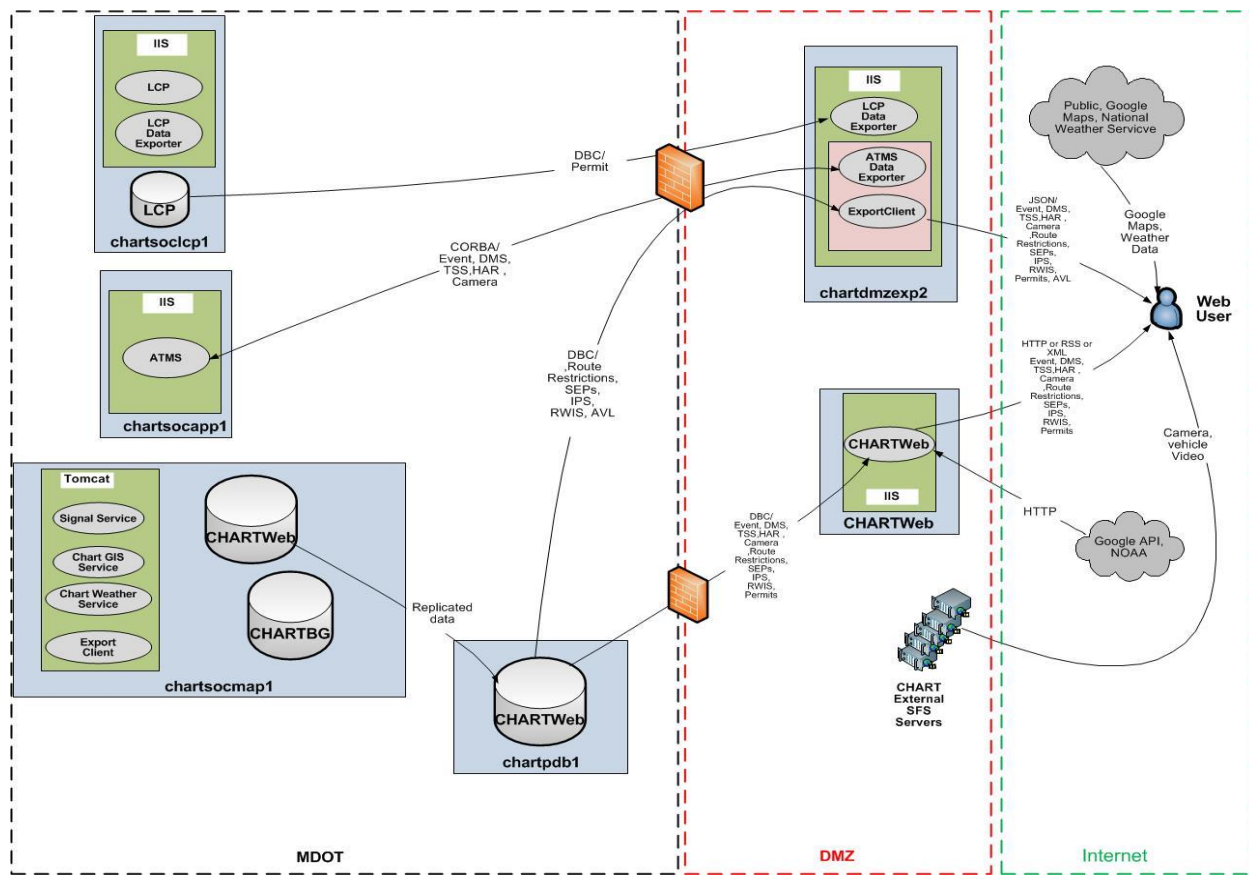 IIS
LCP
LCP
Data
Exporter
LCP
chartsoclcp1
IIS
ATMS
chartsocapp1
Tomcat
Signal Service
Chart GIS
Service
Chart Weather
Service
Export
Client
CHARTWeb
CHARTBG
chartsocmap1
Replicated
data
CHARTWeb
chartpdb1
DBC/
Permit
CORBA/
Event, DMS,
TSS,HAR ,
Camera
DBC/
,Route
Restrictions,
SEPs,
IPS,
RWIS, AVL
MDOT
IIS
LCP
Data
Exporter
ATMS
Data
Exporter
ExportClient
chartdmzexp2
CHARTWeb
IIS
CHARTWeb
DBC/
Event, DMS,
TSS,HAR ,
Camera
,Route
Restrictions,
SEPs,
IPS,
RWIS,
Permits
CHART
External
SFS
Servers
DMZ
Public, Google
Maps, National
Weather Servicve
JSON/
Event, DMS,
TSS,HAR ,
Camera
,Route
Restrictions,
SEPs,
IPS,
RWIS,
Permits, AVL
Google
Maps,
Weather
Data
Web
User
HTTP or RSS or
XML
Event, DMS,
TSS,HAR ,
Camera
,Route
Restrictions,
SEPs,
IPS,
RWIS,
Permits
Camera,
vehicle
Video
HTTP
Google API,
NOAA
Internet